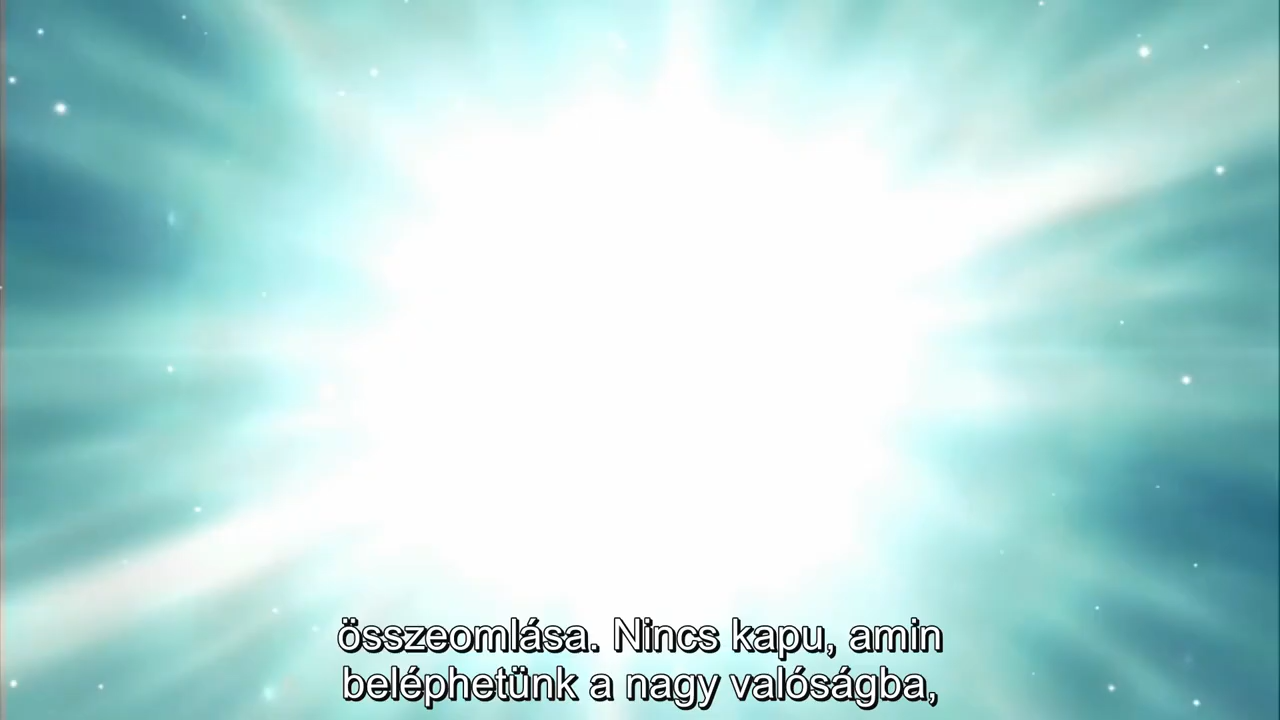 összeomlása. Nincs kapu, amin
beléphetünk a nagy valóságba,